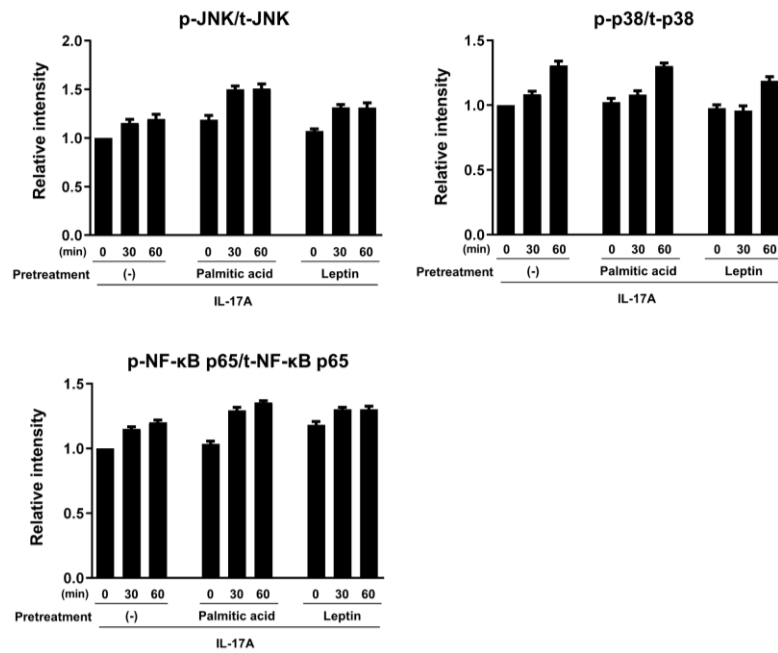 p-JNK/t-JNK
Relative intensity
2.0
1.5
1.0
0.5
0.0
(min) 0 30 60 0 30 60 0 30 60
Pretreatment (-) Palmitic acid Leptin
IL-17A
p-p38/t-p38
Relative intensity
1.5
1.0
0.5
0.0
(min) 0 30 60 0 30 60 0 30 60
Pretreatment (-) Palmitic acid Leptin
IL-17A
p-NF-κB p65/t-NF-κB p65
Relative intensity
1.5
1.0
0.5
0.0
(min) 0 30 60 0 30 60 0 30 60
Pretreatment (-) Palmitic acid Leptin
IL-17A